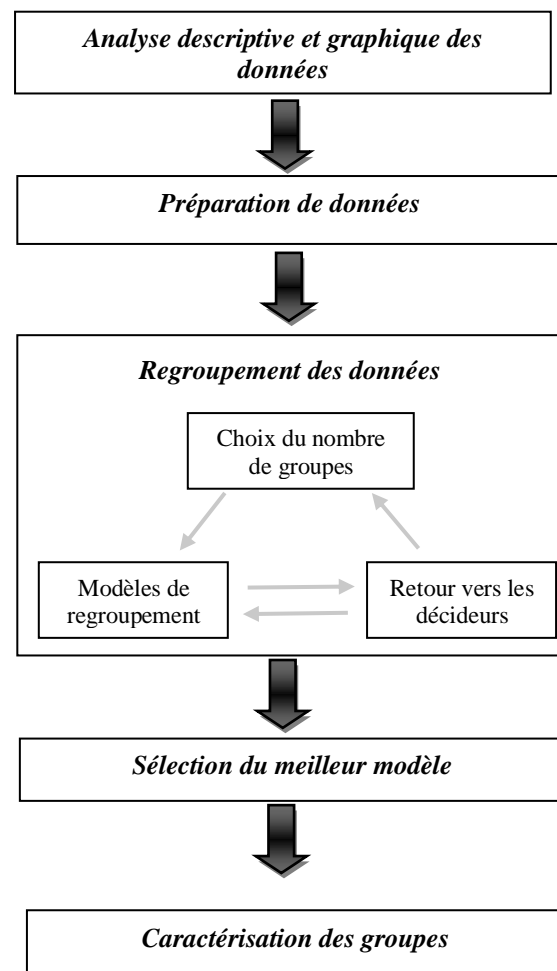 Analyse descriptive et graphique des
données
Préparation de données
Regroupement des données
Choix du nombre
de groupes
Modèles de
regroupement
Retour vers les
décideurs
Sélection du meilleur modèle
Caractérisation des groupes